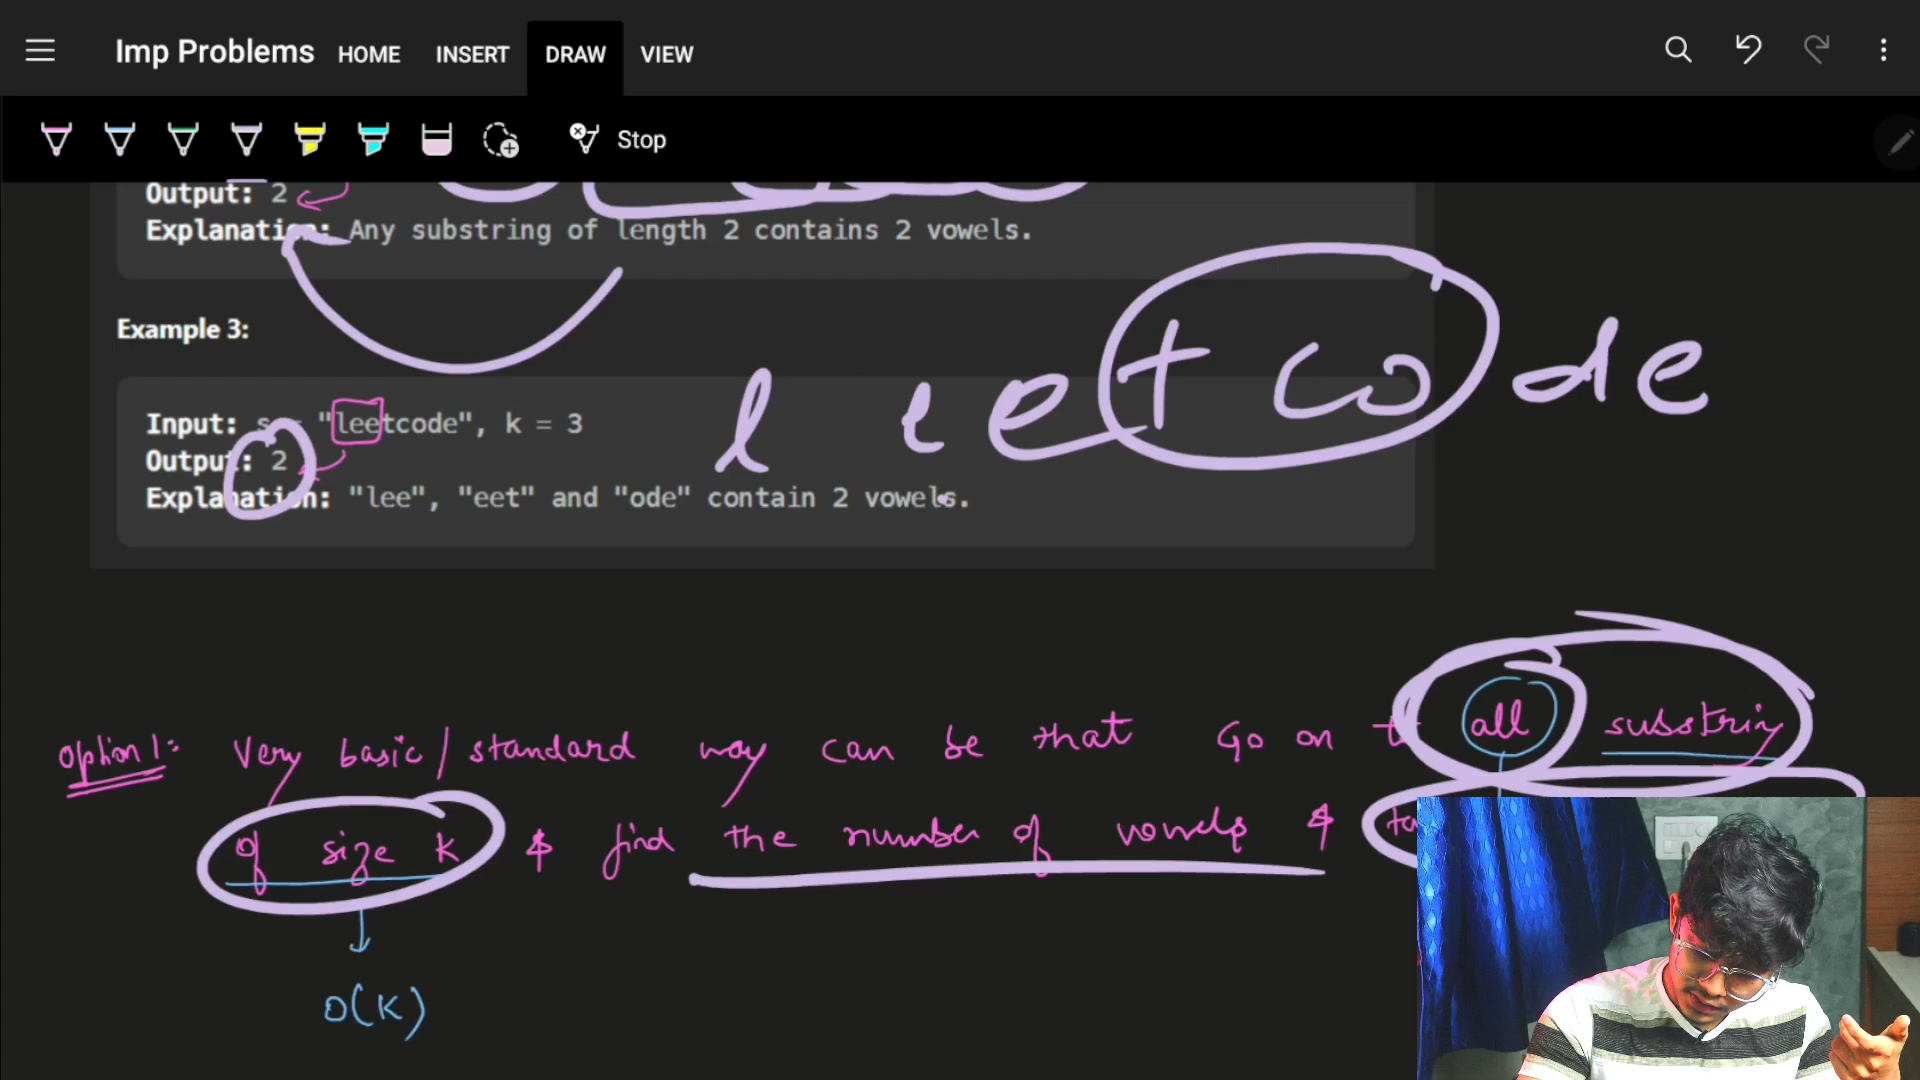 Imp Problems HOME INSERT DRAW VIEW
Stop
Output: 2
Explanation: Any substring of length 2 contains 2 vowels.
Example 3:
l e e t c o d e
Input: s = "leetcode", k = 3
Output: 2
Explanation: "lee", "eet" and "ode" contain 2 vowels.
Option 1: Very basic/standard way can be that Go on to all substring
of size k & find the number of vowels &
O(K)